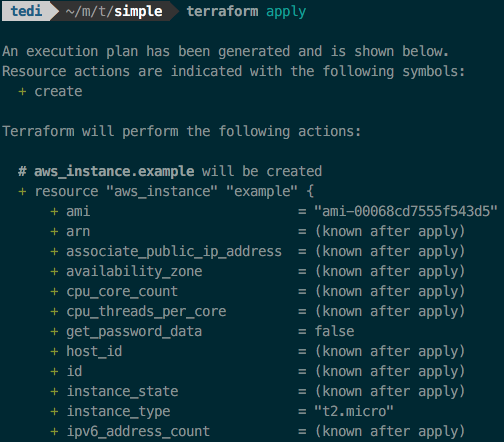 tedi ~/m/t/simple terraform apply
An execution plan has been generated and is shown below.
Resource actions are indicated with the following symbols:
+ create
Terraform will perform the following actions:
# aws_instance.example will be created
+ resource "aws_instance" "example" {
+ ami = "ami-00068cd7555f543d5"
+ arn = (known after apply)
+ associate_public_ip_address = (known after apply)
+ availability_zone = (known after apply)
+ cpu_core_count = (known after apply)
+ cpu_threads_per_core = (known after apply)
+ get_password_data = false
+ host_id = (known after apply)
+ id = (known after apply)
+ instance_state = (known after apply)
+ instance_type = "t2.micro"
+ ipv6_address_count = (known after apply)